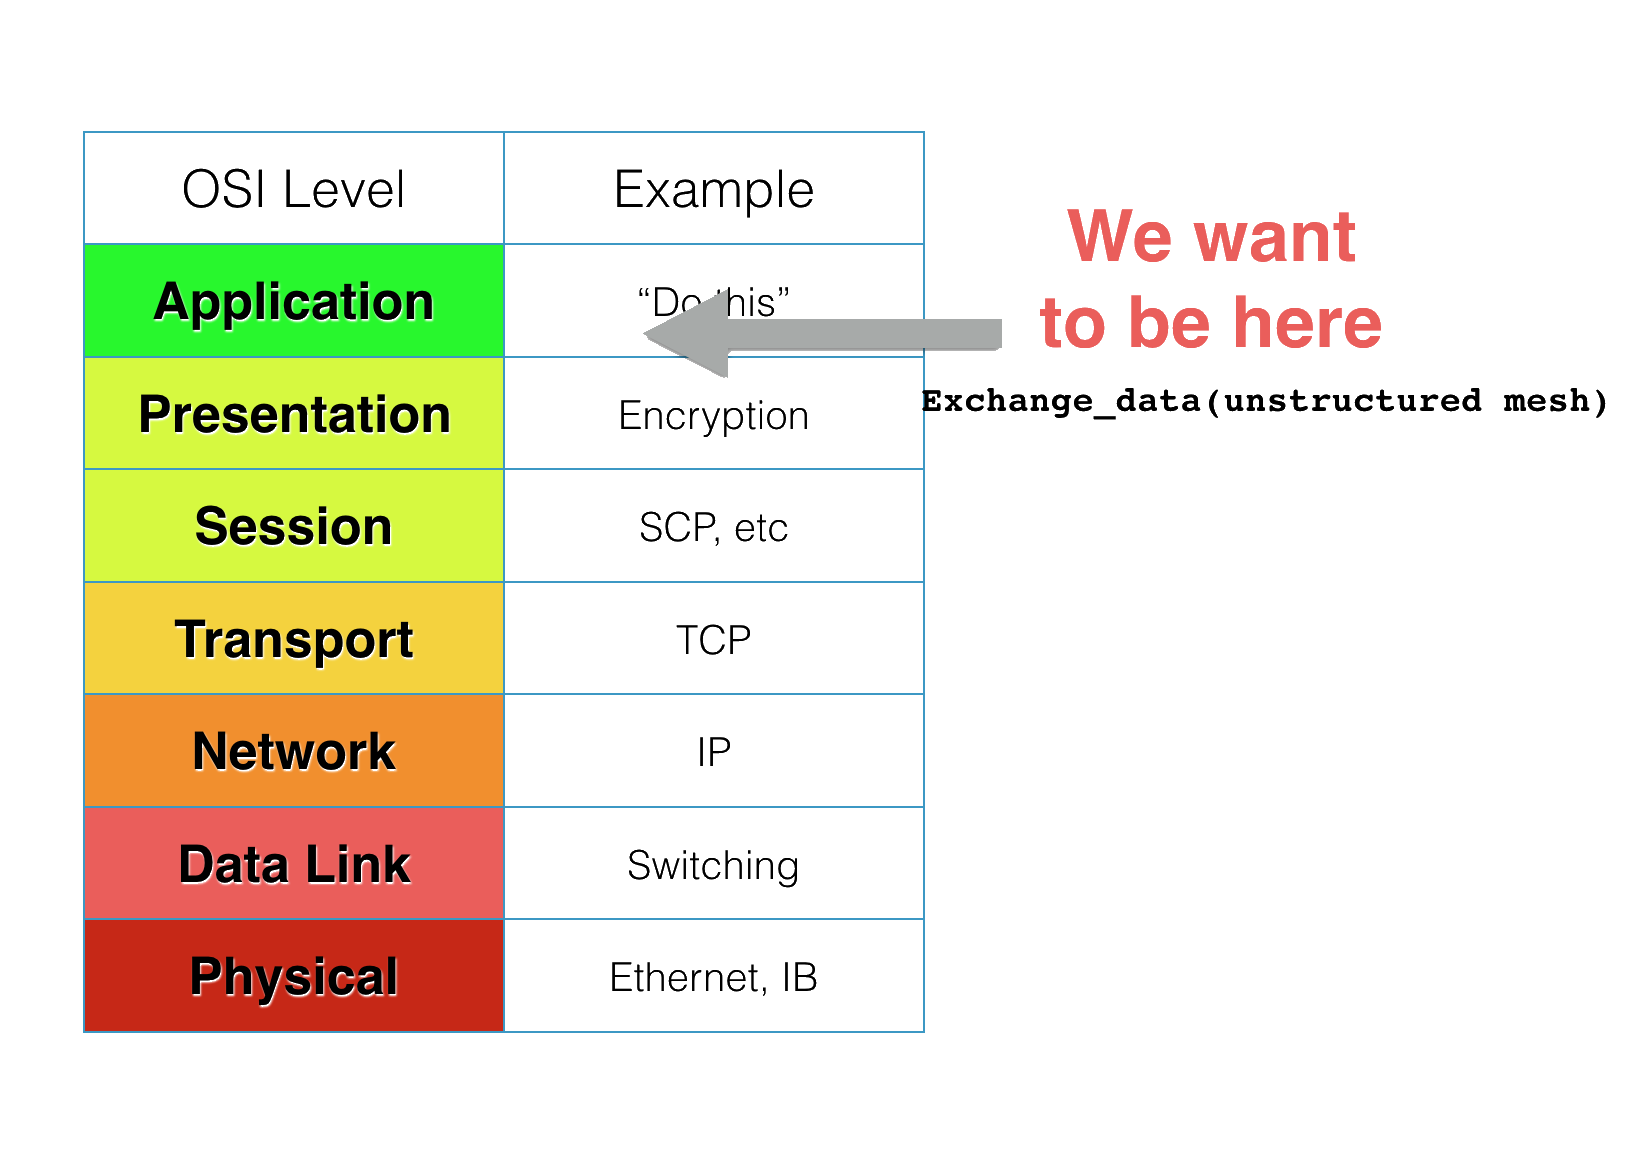 OSI Level Example
Application “Do this”
Presentation Encryption
Session SCP, etc
Transport TCP
Network IP
Data Link Switching
Physical Ethernet, IB
We want
to be here
Exchange_data(unstructured mesh)